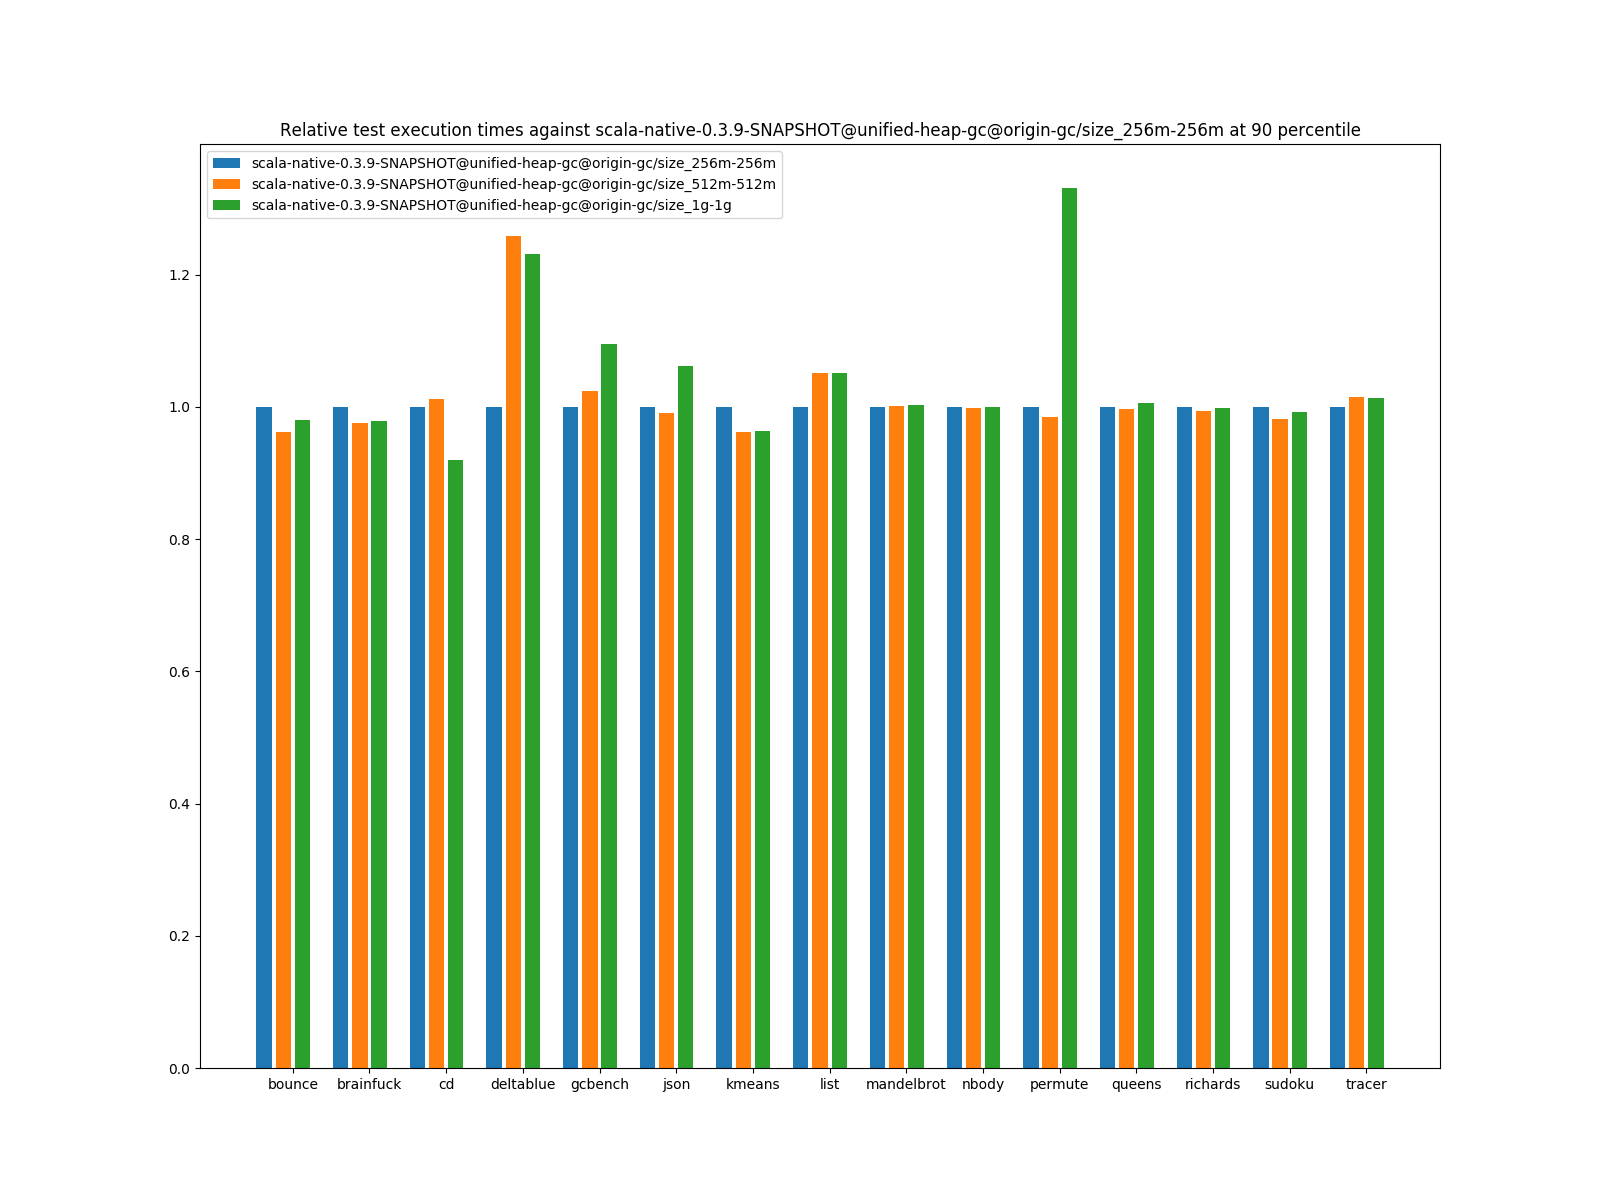 Relative test execution times against scala-native-0.3.9-SNAPSHOT@unified-heap-gc@origin-gc/size_256m-256m at 90 percentile
scala-native-0.3.9-SNAPSHOT@unified-heap-gc@origin-gc/size_256m-256m
scala-native-0.3.9-SNAPSHOT@unified-heap-gc@origin-gc/size_512m-512m
scala-native-0.3.9-SNAPSHOT@unified-heap-gc@origin-gc/size_1g-1g
1.2
1.0
0.8
0.6
0.4
0.2
0.0
bounce brainfuck cd deltablue gcbench json kmeans list mandelbrot nbody permute queens richards sudoku tracer